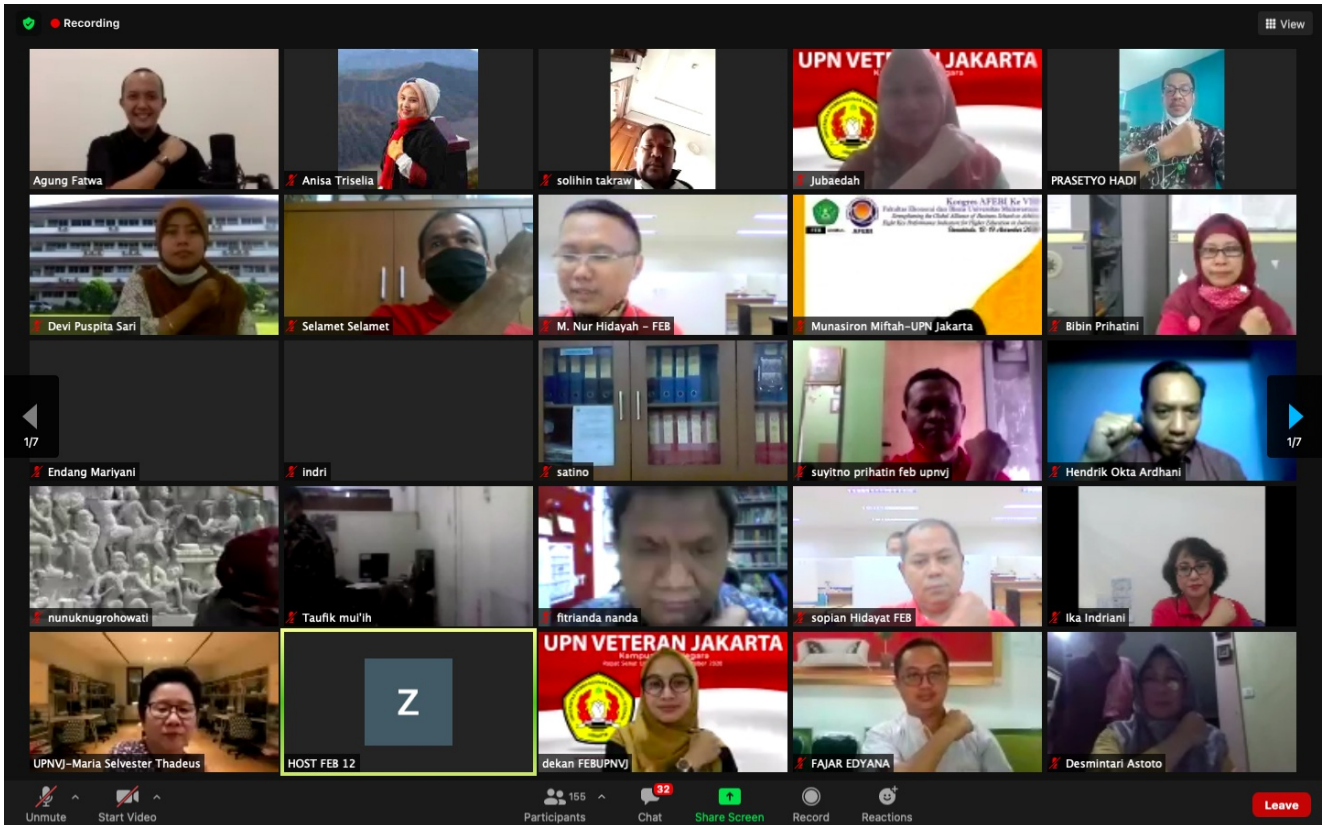 Recording
View
UPN VET JAKARTA
Agung Fatwa
Anisa Triselia
solihin takraw
Jubaedah
PRASETYO HADI
Kongres AFEBI Ke VIII
FEB
AFEBI
Devi Puspita Sari
Selamet Selamet
M. Nur Hidayah - FEB
Munasiron Miftah-UPN Jakarta
Bibin Prihatini
1/7
1/7
Endang Mariyani
indri
satino
suyitno prihatin feb upnvj
Hendrik Okta Ardhani
nunuknugrohowati
Taufik mul'ih
fitrianda nanda
sopian Hidayat FEB
Ika Indriani
Z
UPN VETERAN JAKARTA
UPNVJ-Maria Selvester Thadeus
HOST FEB 12
dekan FEBUPNVJ
FAJAR EDYANA
Desmintari Astoto
155
32
Unmute
Start Video
Participants
Chat
Share Screen
Record
Reactions
Leave